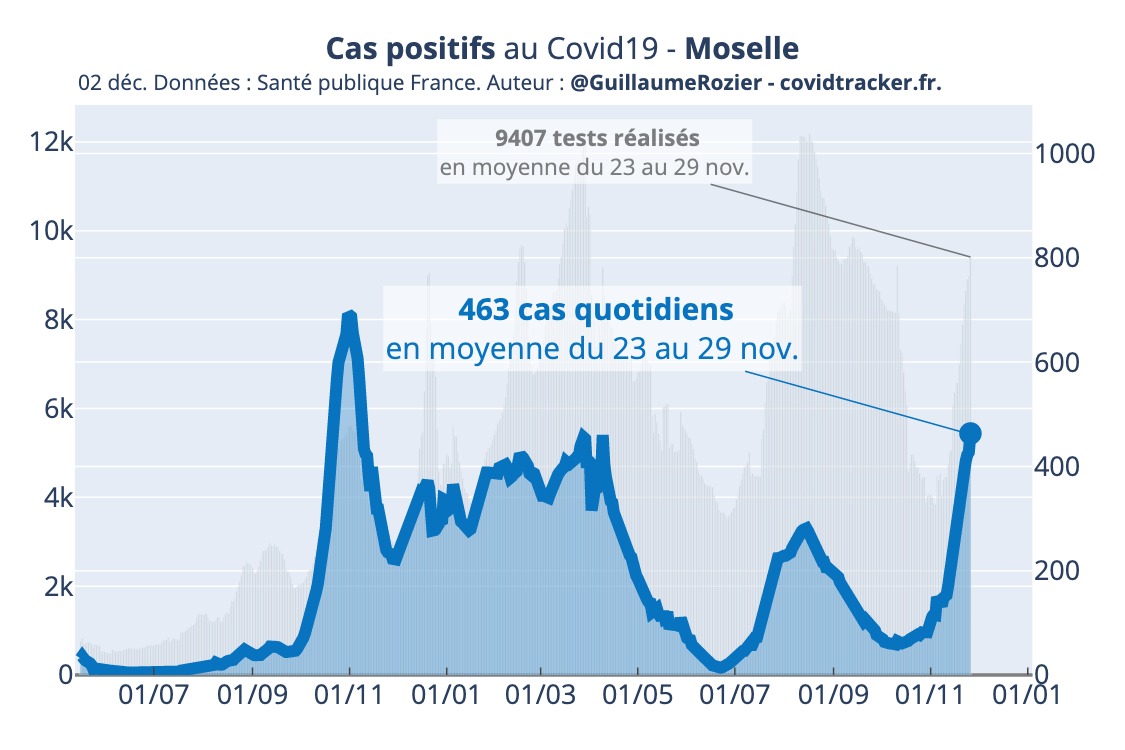 Cas positifs au Covid19 - Moselle
02 déc. Données : Santé publique France. Auteur : @GuillaumeRozier - covidtracker.fr.
12k
10k
8k
6k
4k
2k
0
9407 tests réalisés
en moyenne du 23 au 29 nov.
463 cas quotidiens
en moyenne du 23 au 29 nov.
1000
800
600
400
200
0
01/07 01/09 01/11 01/01 01/03 01/05 01/07 01/09 01/11 01/01